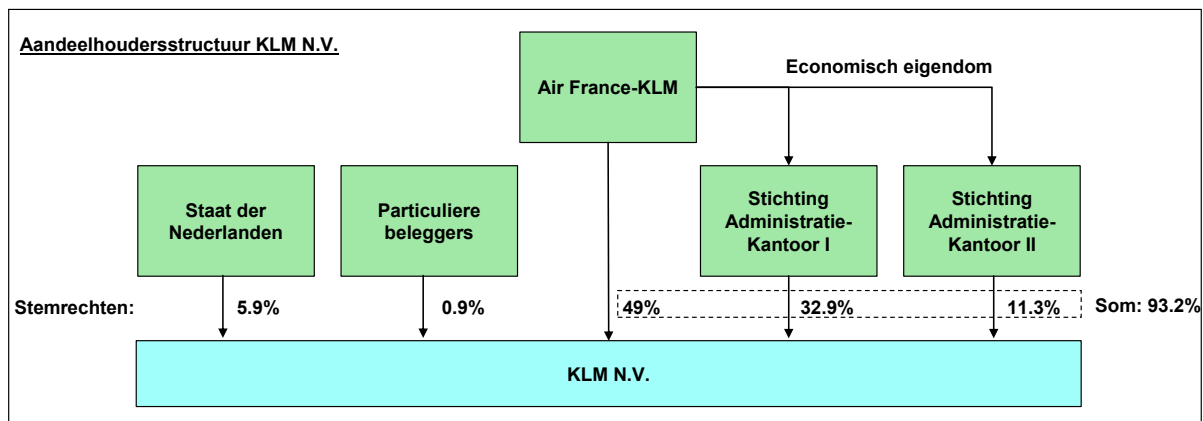 Aandeelhoudersstructuur KLM N.V.
Air France-KLM
Economisch eigendom
Staat der
Nederlanden
Particuliere
beleggers
Stichting
Administratie-
Kantoor I
Stichting
Administratie-
Kantoor II
Stemrechten: 5.9% 0.9% 49% 32.9% 11.3% Som: 93.2%
KLM N.V.